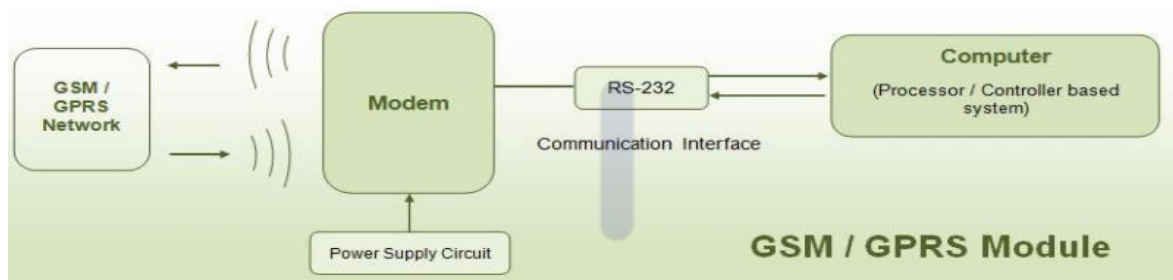 GSM /
GPRS
Network
Modem
Power Supply Circuit
RS-232
Communication Interface
Computer
(Processor / Controller based
system)
GSM / GPRS Module